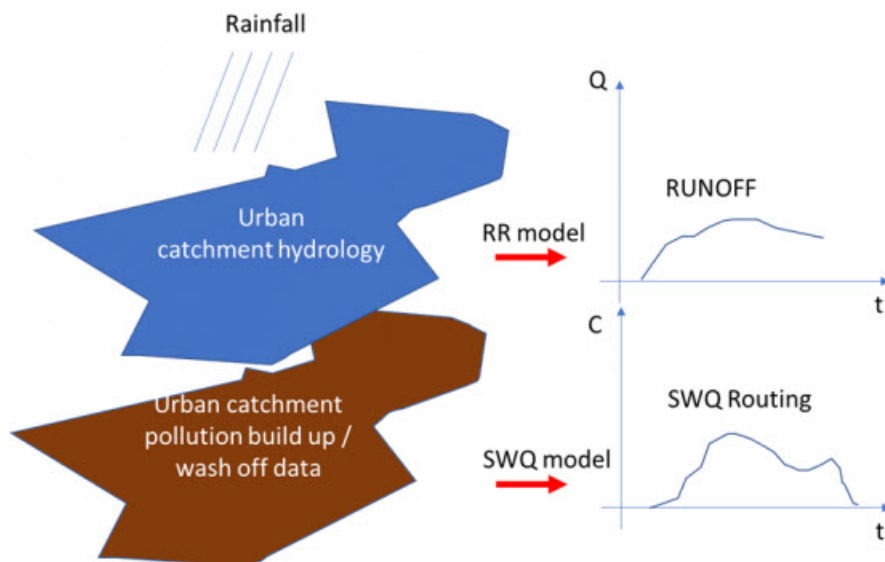 Rainfall
Urban
catchment hydrology
RR model
Q
RUNOFF
t
Urban catchment
pollution build up /
wash off data
SWQ model
C
SWQ Routing
t